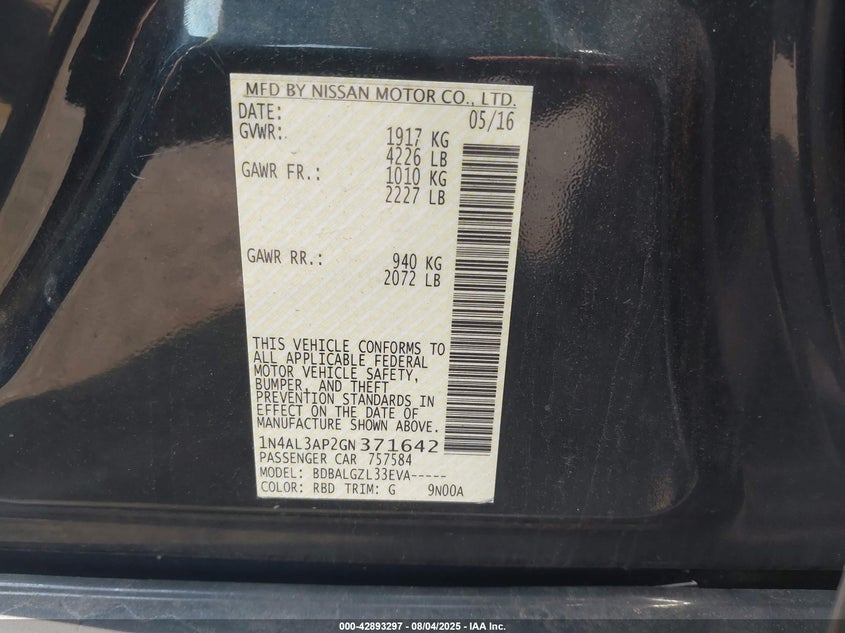 MFD BY NISSAN MOTOR CO., LTD.
DATE: 05/16
GVWR: 1917 KG
4226 LB
GAWR FR.: 1010 KG
2227 LB
GAWR RR.: 940 KG
2072 LB
THIS VEHICLE CONFORMS TO
ALL APPLICABLE FEDERAL
MOTOR VEHICLE SAFETY,
BUMPER, AND THEFT
PREVENTION STANDARDS IN
EFFECT ON THE DATE OF
MANUFACTURE SHOWN ABOVE.
1N4AL3AP2GN371642
PASSENGER CAR 757584
MODEL: BDBALGZL33EVA-----
COLOR: RBD TRIM: G 9N00A
000-42893297 - 08/04/2025 - IAA Inc.